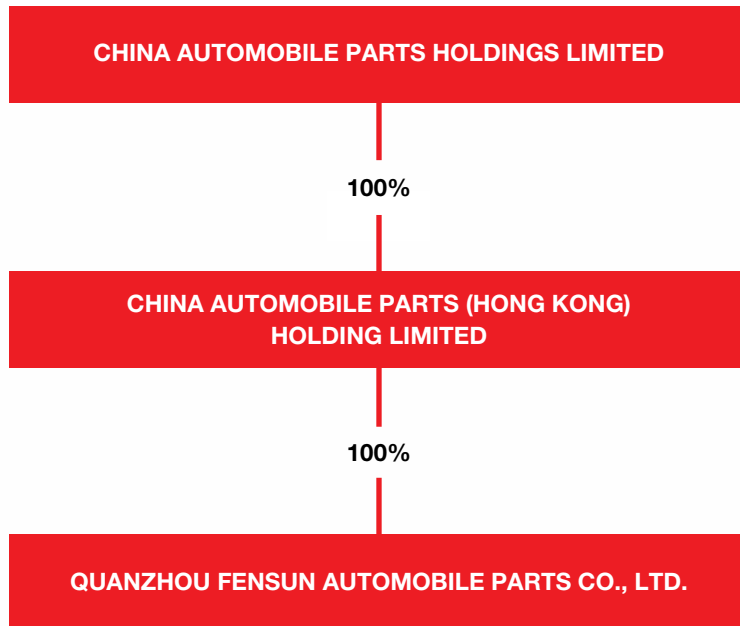 CHINA AUTOMOBILE PARTS HOLDINGS LIMITED
100%
CHINA AUTOMOBILE PARTS (HONG KONG)
HOLDING LIMITED
100%
QUANZHOU FENSUN AUTOMOBILE PARTS CO., LTD.